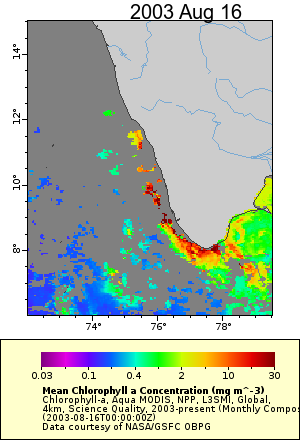 2003 Aug 16
14°
12°
10°
8°
74° 76° 78°
0.03 0.1 0.4 2 10 30
Mean Chlorophyll a Concentration (mg m^-3)
Chlorophyll-a, Aqua MODIS, NPP, L3SMI, Global,
4km, Science Quality, 2003-present (Monthly Compos
(2003-08-16T00:00:00Z)
Data courtesy of NASA/GSFC OBPG